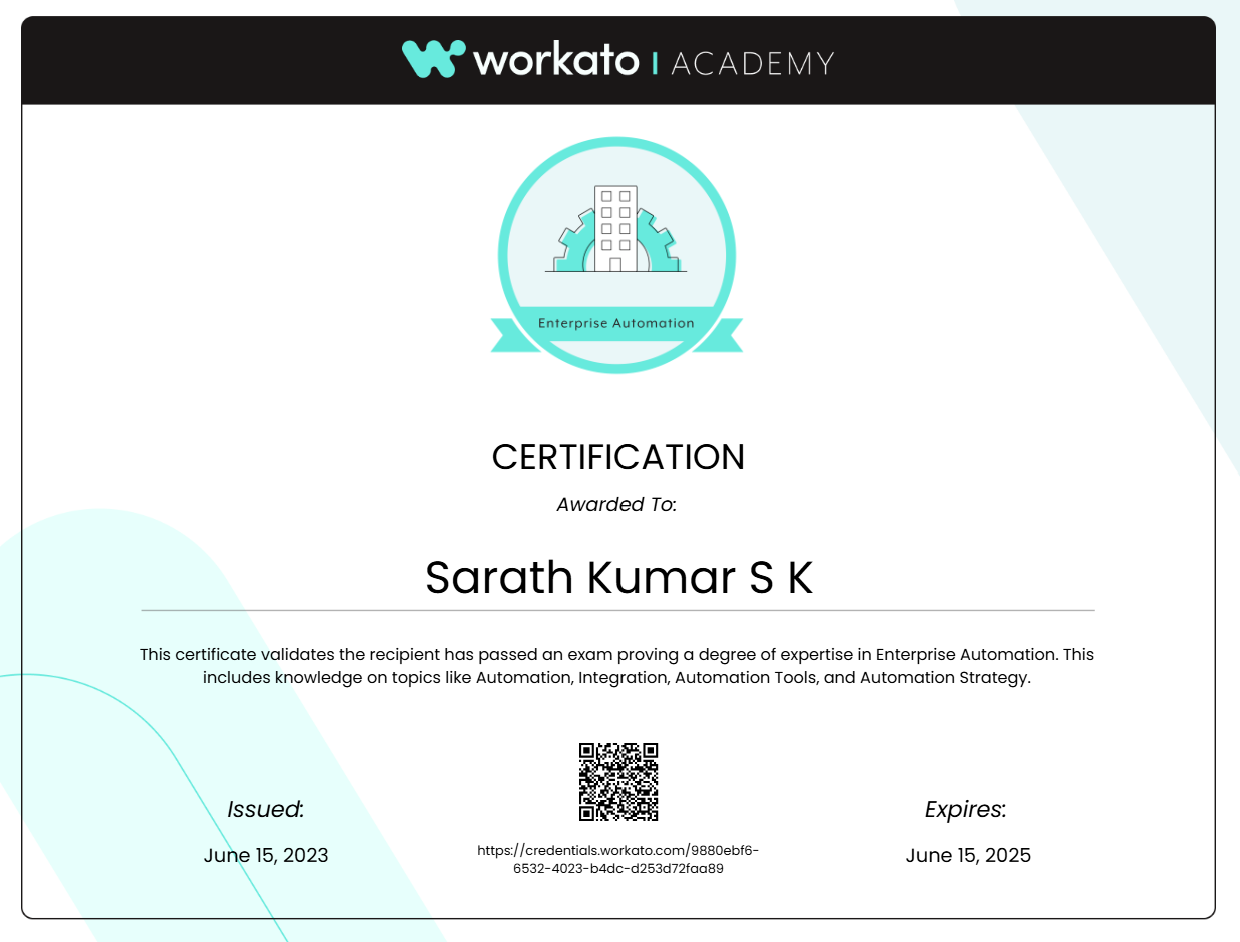 workato | ACADEMY
Enterprise Automation
CERTIFICATION
Awarded To:
Sarath Kumar S K
This certificate validates the recipient has passed an exam proving a degree of expertise in Enterprise Automation. This
includes knowledge on topics like Automation, Integration, Automation Tools, and Automation Strategy.
Issued:
June 15, 2023
https://credentials.workato.com/9880ebf6-
6532-4023-b4dc-d253d72faa89
Expires:
June 15, 2025